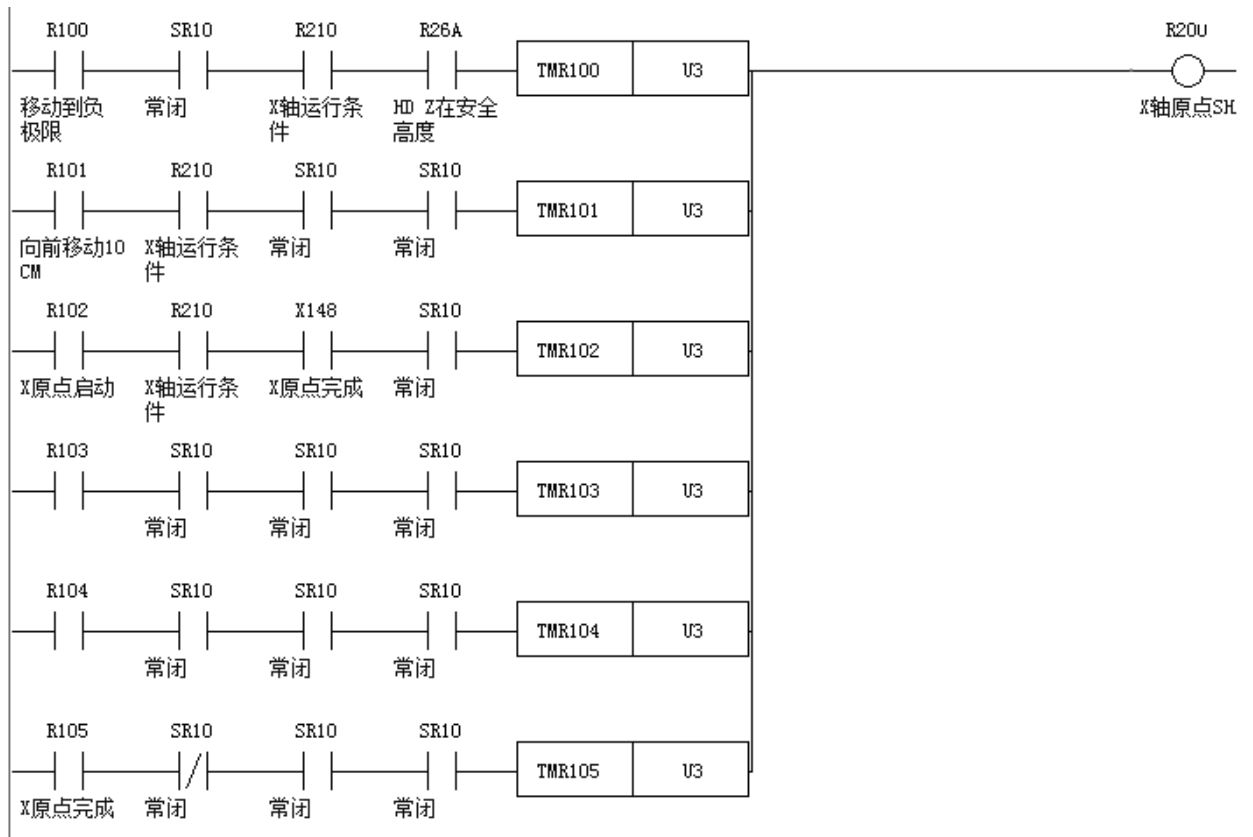 R100 SR10 R210 R26A R20U
TMR100 U3
移动到负 常闭 X轴运行条 HD Z在安全 X轴原点SH
极限 件 高度
R101 R210 SR10 SR10
TMR101 U3
向前移动10 X轴运行条 常闭 常闭
CM 件
R102 R210 X148 SR10
TMR102 U3
X原点启动 X轴运行条 X原点完成 常闭
件
R103 SR10 SR10 SR10
TMR103 U3
常闭 常闭 常闭
R104 SR10 SR10 SR10
TMR104 U3
常闭 常闭 常闭
R105 SR10 SR10 SR10
TMR105 U3
X原点完成 常闭 常闭 常闭